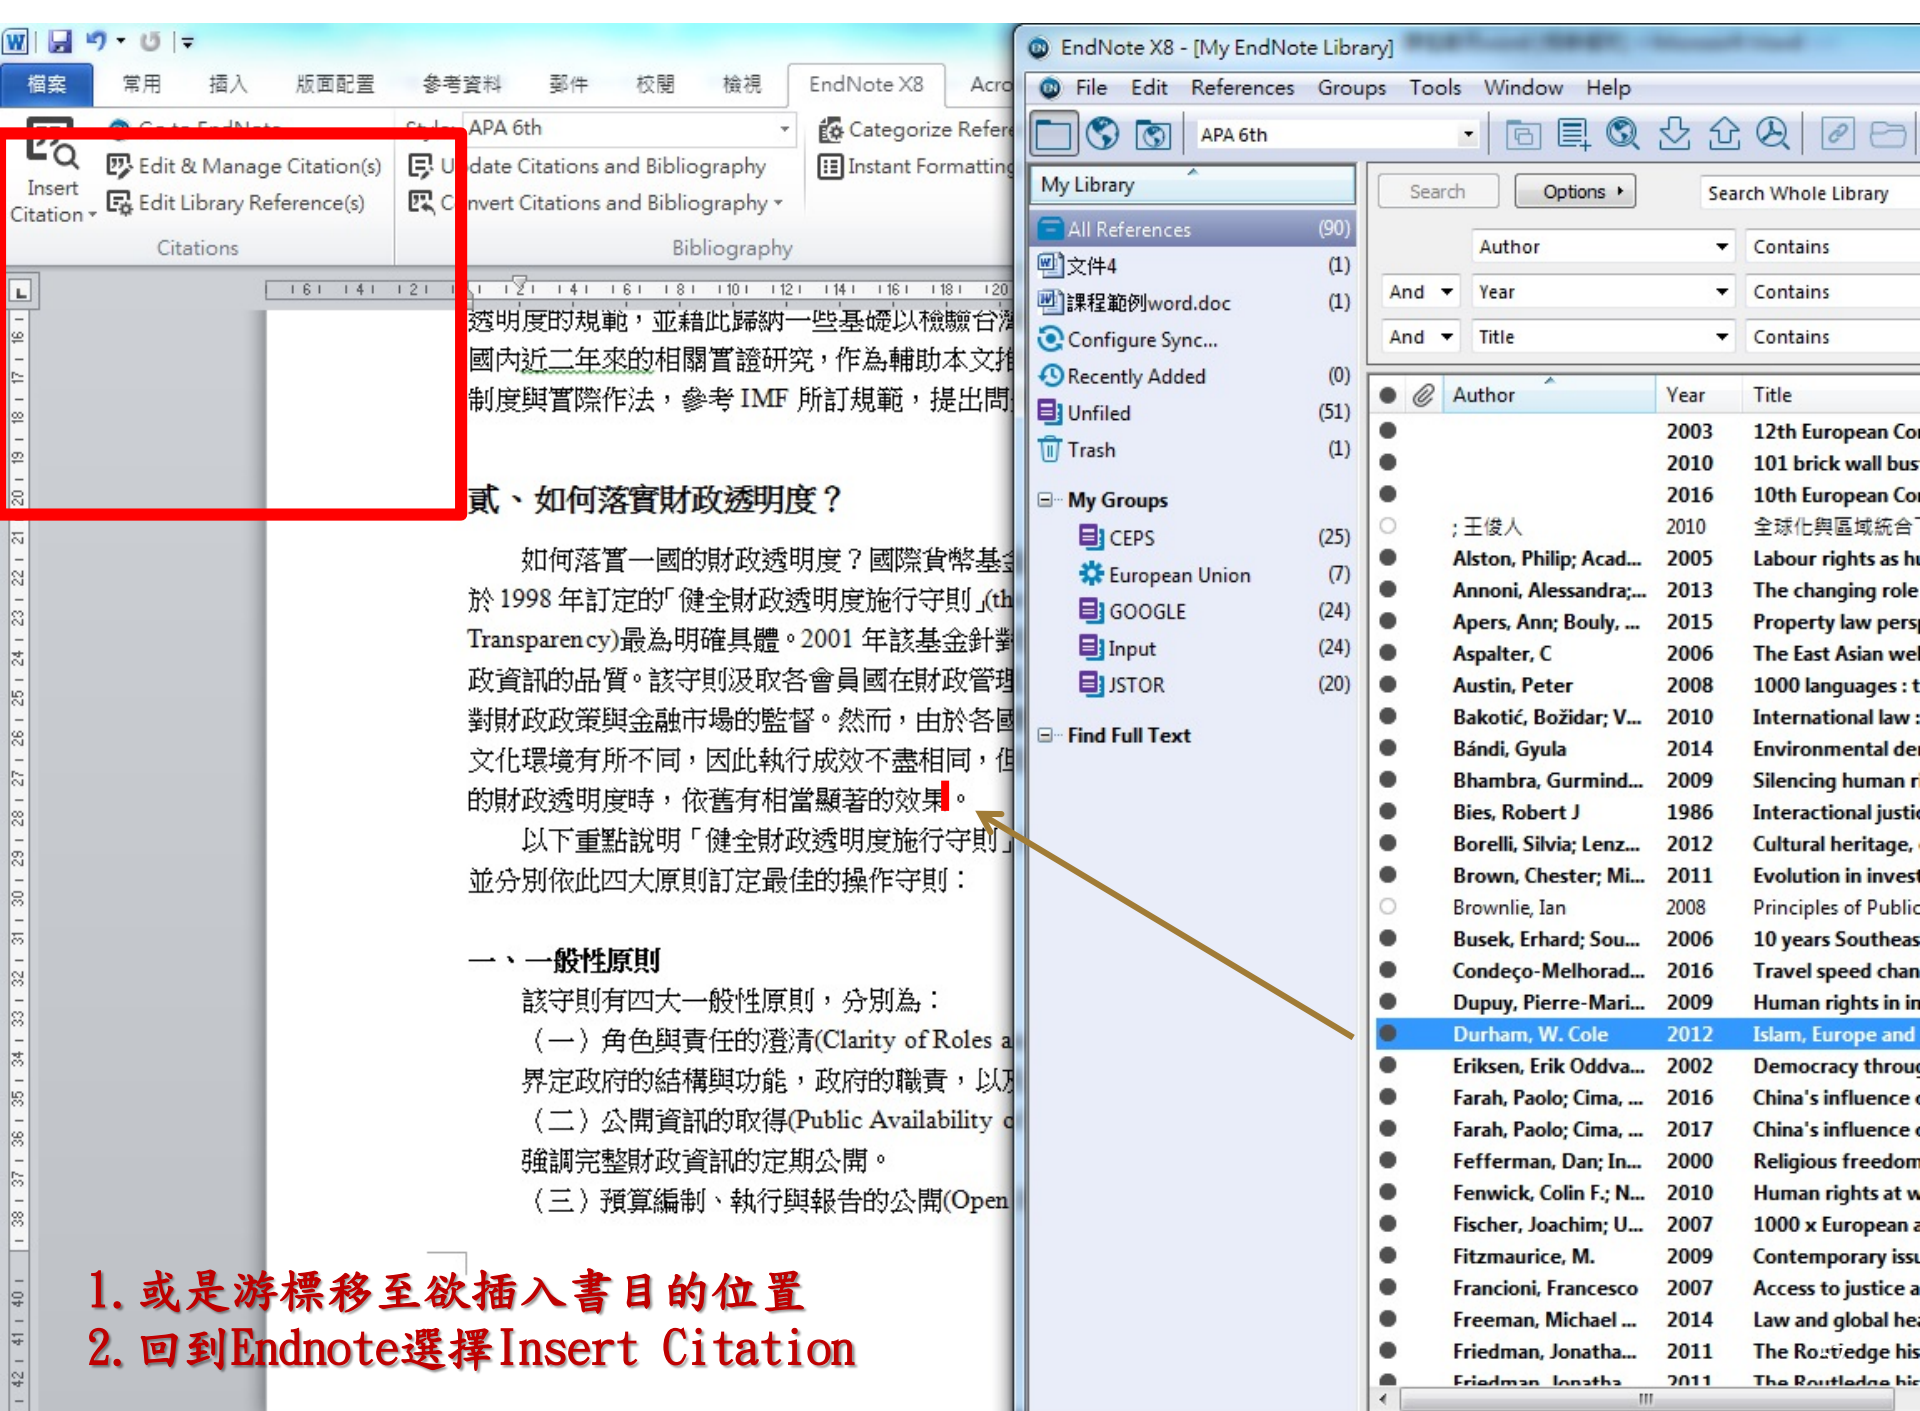 檔案 常用 插入 版面配置 參考資料 郵件 校閱 檢視 EndNote X8 Acro
Go to EndNote
Insert Citation
Edit & Manage Citation(s)
Edit Library Reference(s)
Citations
Style: APA 6th
Update Citations and Bibliography
Convert Citations and Bibliography
Categorize Refere
Instant Formatting
Bibliography
透明度的規範，並藉此歸納一些基礎以檢驗台灣
國內近二年來的相關實證研究，作為輔助本文推
制度與實際作法，參考 IMF 所訂規範，提出問
貳、如何落實財政透明度？
如何落實一國的財政透明度？國際貨幣基金
於 1998 年訂定的「健全財政透明度施行守則」(th
Transparency)最為明確具體。2001 年該基金針對
政資訊的品質。該守則汲取各會員國在財政管理
對財政政策與金融市場的監督。然而，由於各國
文化環境有所不同，因此執行成效不盡相同，但
的財政透明度時，依舊有相當顯著的效果。
以下重點說明「健全財政透明度施行守則」
並分別依此四大原則訂定最佳的操作守則：
一、一般性原則
該守則有四大一般性原則，分別為：
（一）角色與責任的澄清(Clarity of Roles a
界定政府的結構與功能，政府的職責，以及
（二）公開資訊的取得(Public Availability o
強調完整財政資訊的定期公開。
（三）預算編制、執行與報告的公開(Open
1. 或是游標移至欲插入書目的位置
2. 回到Endnote選擇Insert Citation
EndNote X8 - [My EndNote Library]
File Edit References Groups Tools Window Help
APA 6th
My Library
All References (90)
文件4 (1)
課程範例word.doc (1)
Configure Sync...
Recently Added (0)
Unfiled (51)
Trash (1)
My Groups
CEPS (25)
European Union (7)
GOOGLE (24)
Input (24)
JSTOR (20)
Find Full Text
Search Options Search Whole Library
Author Contains
And Year Contains
And Title Contains
Author Year Title
2003 12th European Con
2010 101 brick wall bus
2016 10th European Con
; 王俊人 2010 全球化與區域統合下
Alston, Philip; Acad... 2005 Labour rights as hu
Annoni, Alessandra;... 2013 The changing role
Apers, Ann; Bouly, ... 2015 Property law persp
Aspalter, C 2006 The East Asian wel
Austin, Peter 2008 1000 languages : t
Bakotić, Božidar; V... 2010 International law :
Bándi, Gyula 2014 Environmental den
Bhambra, Gurmind... 2009 Silencing human ri
Bies, Robert J 1986 Interactional justic
Borelli, Silvia; Lenz... 2012 Cultural heritage,
Brown, Chester; Mi... 2011 Evolution in invest
Brownlie, Ian 2008 Principles of Public
Busek, Erhard; Sou... 2006 10 years Southeas
Condeço-Melhorad... 2016 Travel speed chan
Dupuy, Pierre-Mari... 2009 Human rights in in
Durham, W. Cole 2012 Islam, Europe and
Eriksen, Erik Oddva... 2002 Democracy throug
Farah, Paolo; Cima, ... 2016 China's influence o
Farah, Paolo; Cima, ... 2017 China's influence o
Fefferman, Dan; In... 2000 Religious freedom
Fenwick, Colin F.; N... 2010 Human rights at w
Fischer, Joachim; U... 2007 1000 x European a
Fitzmaurice, M. 2009 Contemporary issu
Francioni, Francesco 2007 Access to justice a
Freeman, Michael ... 2014 Law and global hea
Friedman, Jonatha... 2011 The Routledge his
Friedman, Jonatha 2011 The Routledge his